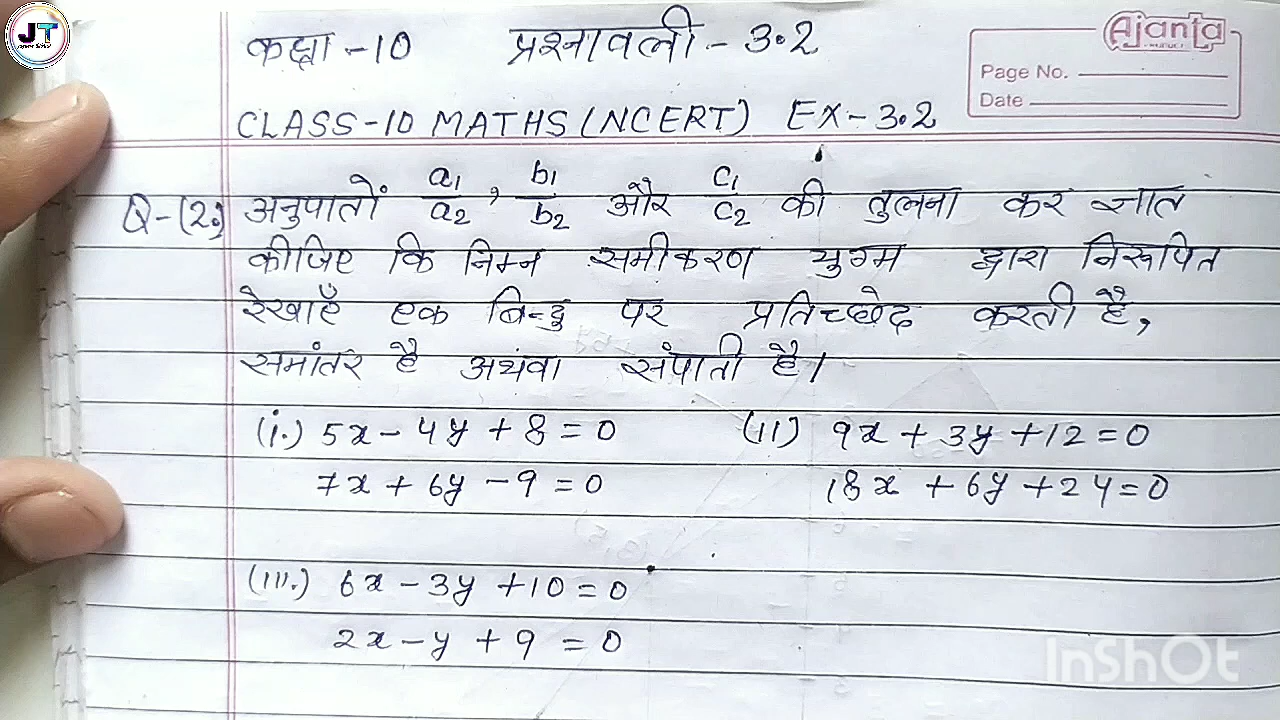 JT
कक्षा -10 प्रश्नावली - 3.2
Ajanta
Page No.
Date
CLASS-10 MATHS (NCERT) EX-3.2
Q-(2.) अनुपातों a1/a2, b1/b2 और c1/c2 की तुलना कर ज्ञात
कीजिए कि निम्न समीकरण युग्म द्वारा निरूपित
रेखाएँ एक बिन्दु पर प्रतिच्छेद करती है,
समांतर है अथंवा संपाती है।
(i.) 5x - 4y + 8 = 0 (II) 9x + 3y + 12 = 0
7x + 6y - 9 = 0 18x + 6y + 24 = 0
(III.) 6x - 3y + 10 = 0
2x - y + 9 = 0
InShOt